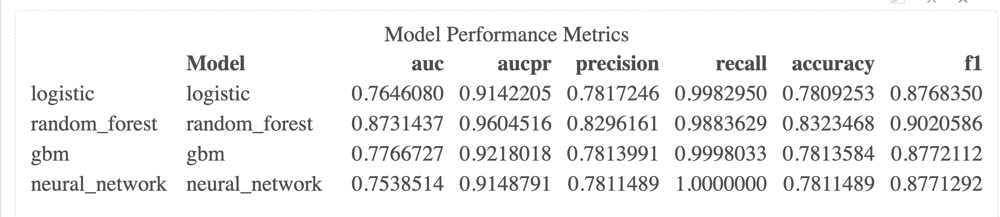 Model Performance Metrics
Model auc aucpr precision recall accuracy f1
logistic logistic 0.7646080 0.9142205 0.7817246 0.9982950 0.7809253 0.8768350
random_forest random_forest 0.8731437 0.9604516 0.8296161 0.9883629 0.8323468 0.9020586
gbm gbm 0.7766727 0.9218018 0.7813991 0.9998033 0.7813584 0.8772112
neural_network neural_network 0.7538514 0.9148791 0.7811489 1.0000000 0.7811489 0.8771292